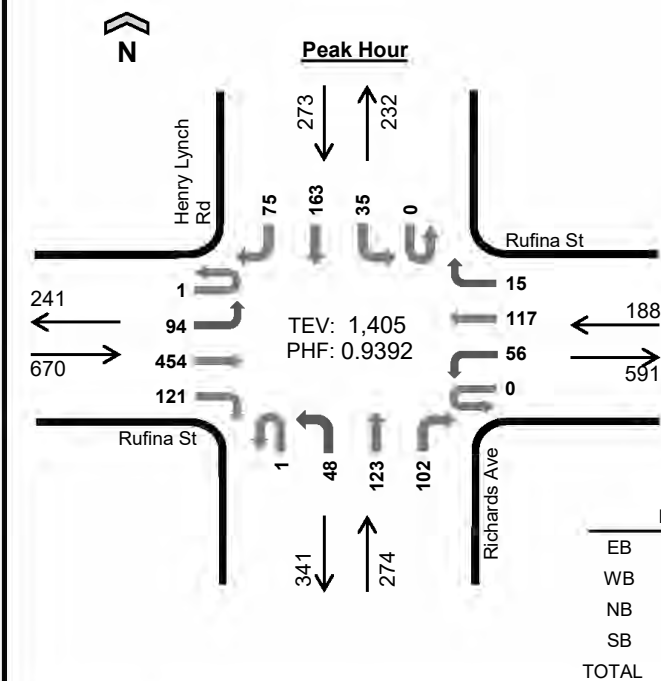 N
Peak Hour
273
232
Henry Lynch
Rd
75
163
35
0
Rufina St
1
15
241
94
TEV: 1,405
117
188
670
454
PHF: 0.9392
56
591
121
0
Rufina St
1
48
123
102
Richards Ave
341
274
EB
WB
NB
SB
TOTAL